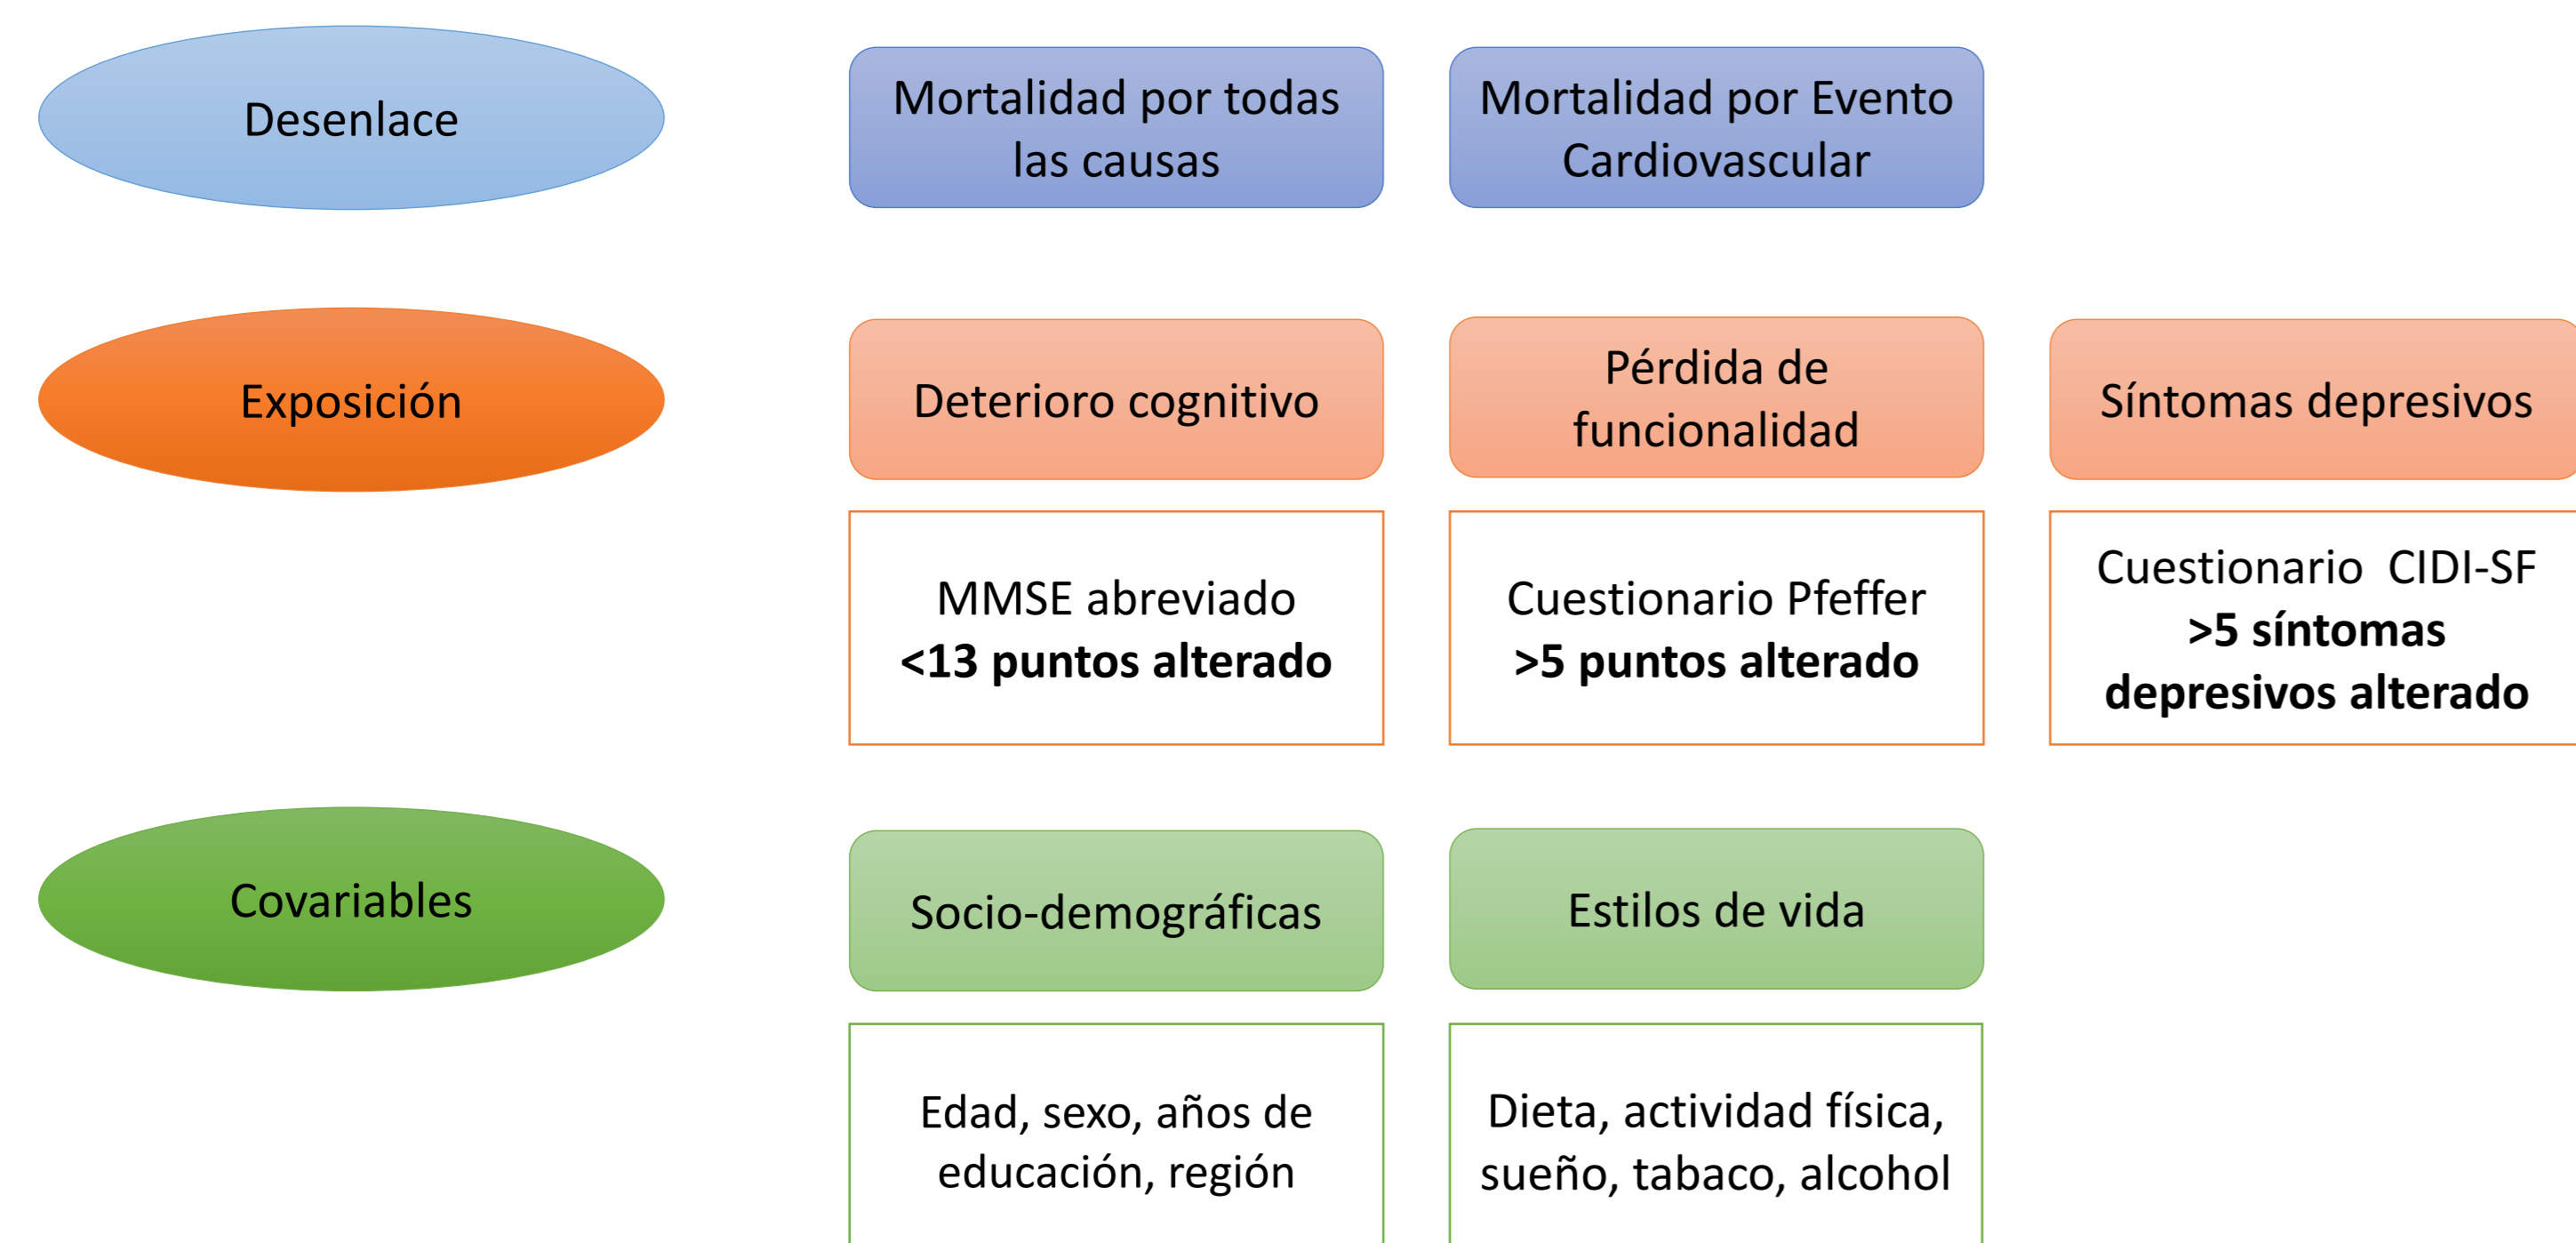 Desenlace
Mortalidad por todas
las causas
Mortalidad por Evento
Cardiovascular
Exposición
Deterioro cognitivo
Pérdida de
funcionalidad
Síntomas depresivos
MMSE abreviado
<13 puntos alterado
Cuestionario Pfeffer
>5 puntos alterado
Cuestionario  CIDI-SF
>5 síntomas
depresivos alterado
Covariables
Socio-demográficas
Estilos de vida
Edad, sexo, años de
educación, región
Dieta, actividad física,
sueño, tabaco, alcohol